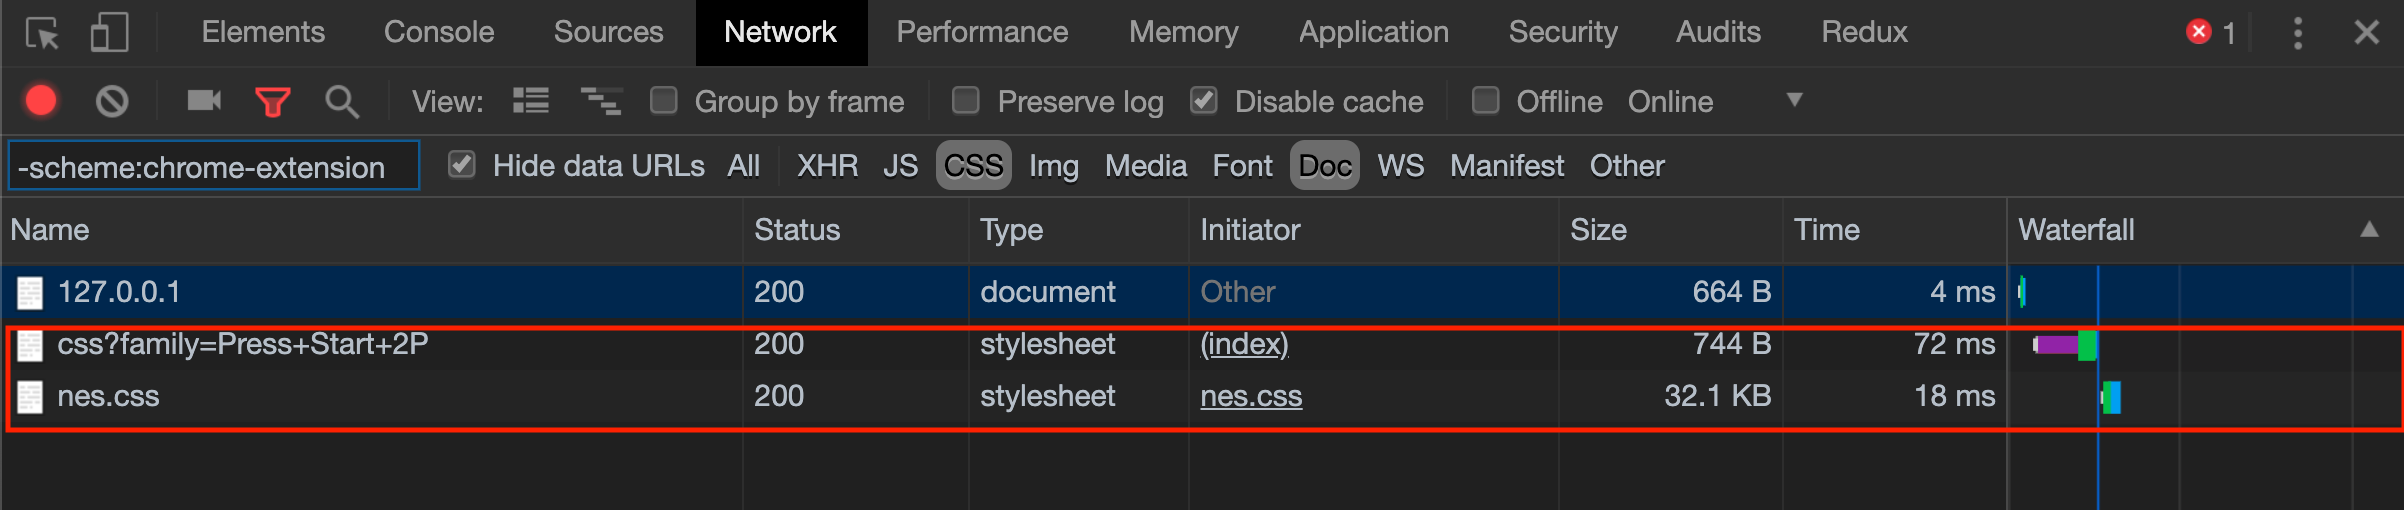 Elements Console Sources Network Performance Memory Application Security Audits Redux 1
View: Group by frame Preserve log Disable cache Offline Online
-scheme:chrome-extension Hide data URLs All XHR JS CSS Img Media Font Doc WS Manifest Other
Name Status Type Initiator Size Time Waterfall
127.0.0.1 200 document Other 664 B 4 ms
css?family=Press+Start+2P 200 stylesheet (index) 744 B 72 ms
nes.css 200 stylesheet nes.css 32.1 KB 18 ms